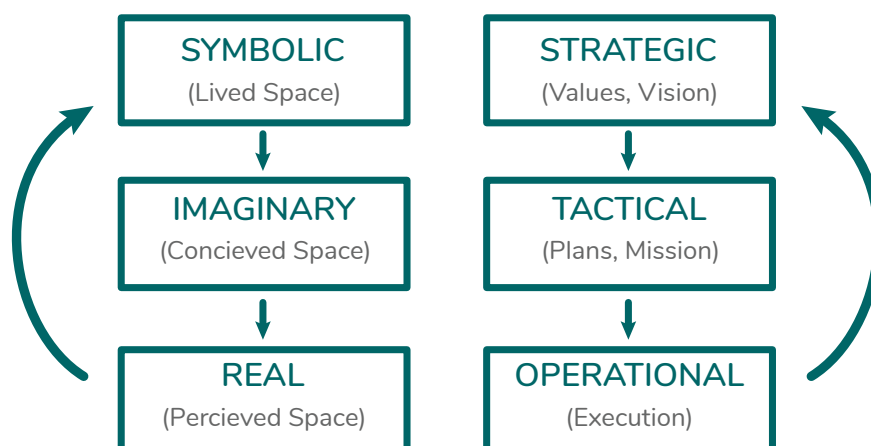 SYMBOLIC
(Lived Space)
IMAGINARY
(Concieved Space)
REAL
(Percieved Space)
STRATEGIC
(Values, Vision)
TACTICAL
(Plans, Mission)
OPERATIONAL
(Execution)